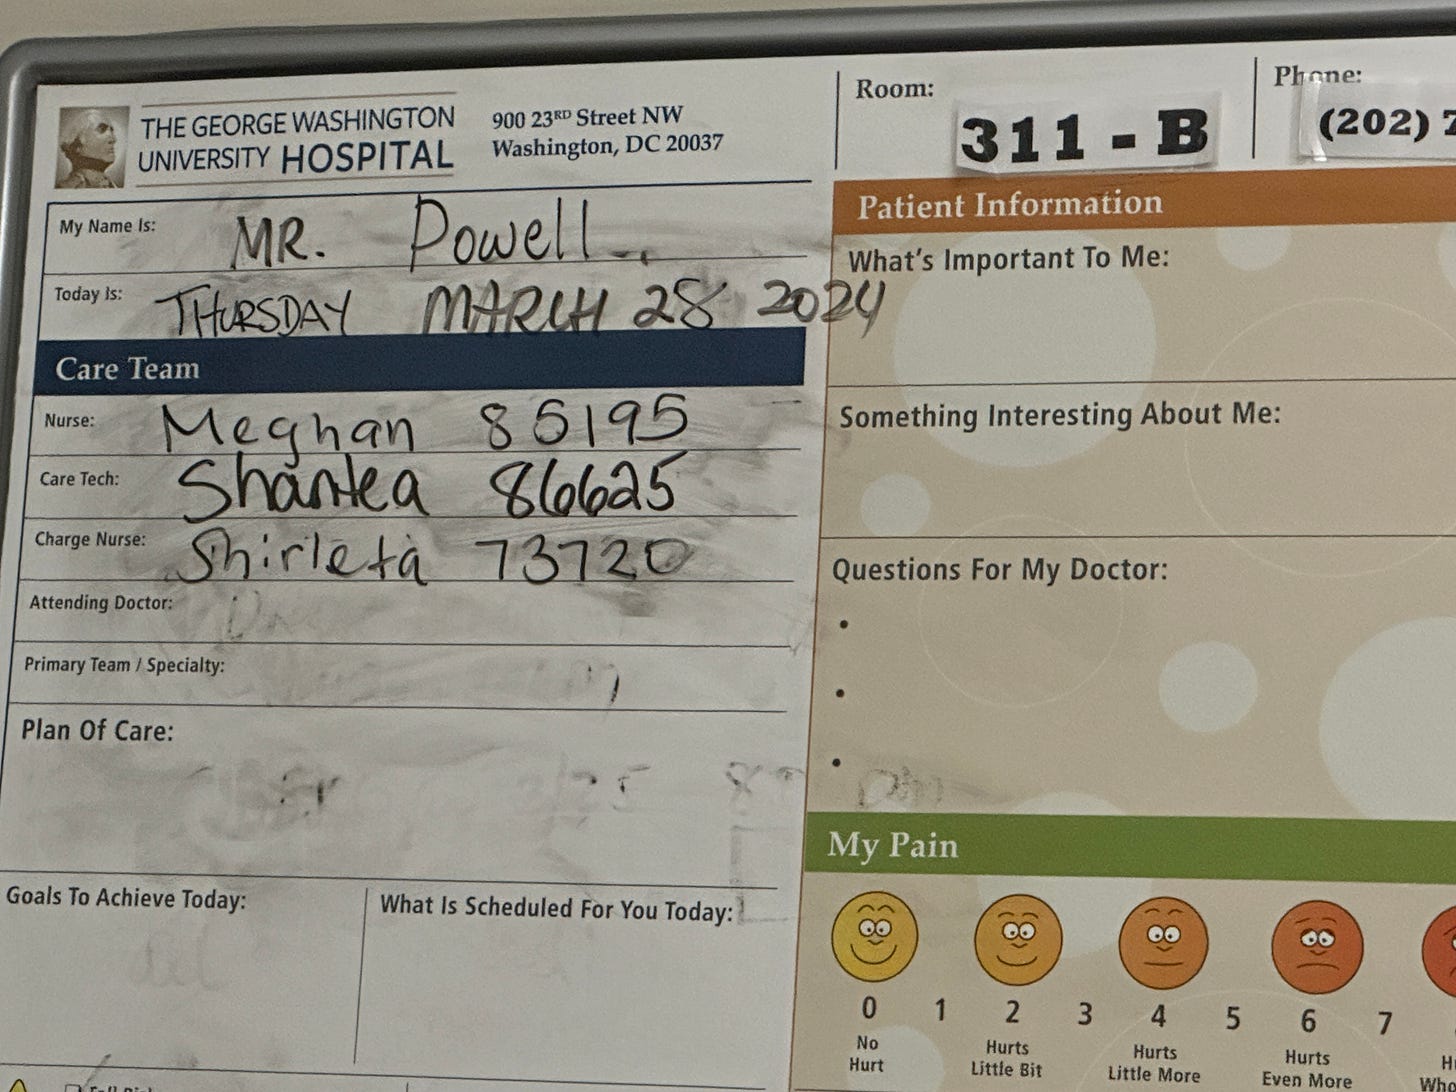 THE GEORGE WASHINGTON
UNIVERSITY HOSPITAL
900 23RD Street NW
Washington, DC 20037
Room:
311 - B
Phone:
(202) 7
My Name Is: MR. Powell
Today Is: THURSDAY MARCH 28 2024
Care Team
Nurse: Meghan 85195
Care Tech: Shantea 86625
Charge Nurse: Shirleta 73720
Attending Doctor:
Primary Team / Specialty:
Plan Of Care:
Goals To Achieve Today:
What Is Scheduled For You Today:
Patient Information
What's Important To Me:
Something Interesting About Me:
Questions For My Doctor:
My Pain
0 1 2 3 4 5 6 7
No
Hurt
Hurts
Little Bit
Hurts
Little More
Hurts
Even More